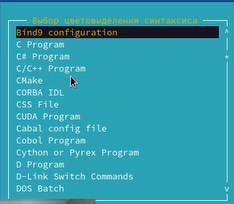 Выбор цветовыделения синтаксиса
Bind9 configuration
C Program
C# Program
C/C++ Program
CMake
CORBA IDL
CSS File
CUDA Program
Cabal config file
Cobol Program
Cython or Pyrex Program
D Program
D-Link Switch Commands
DOS Batch